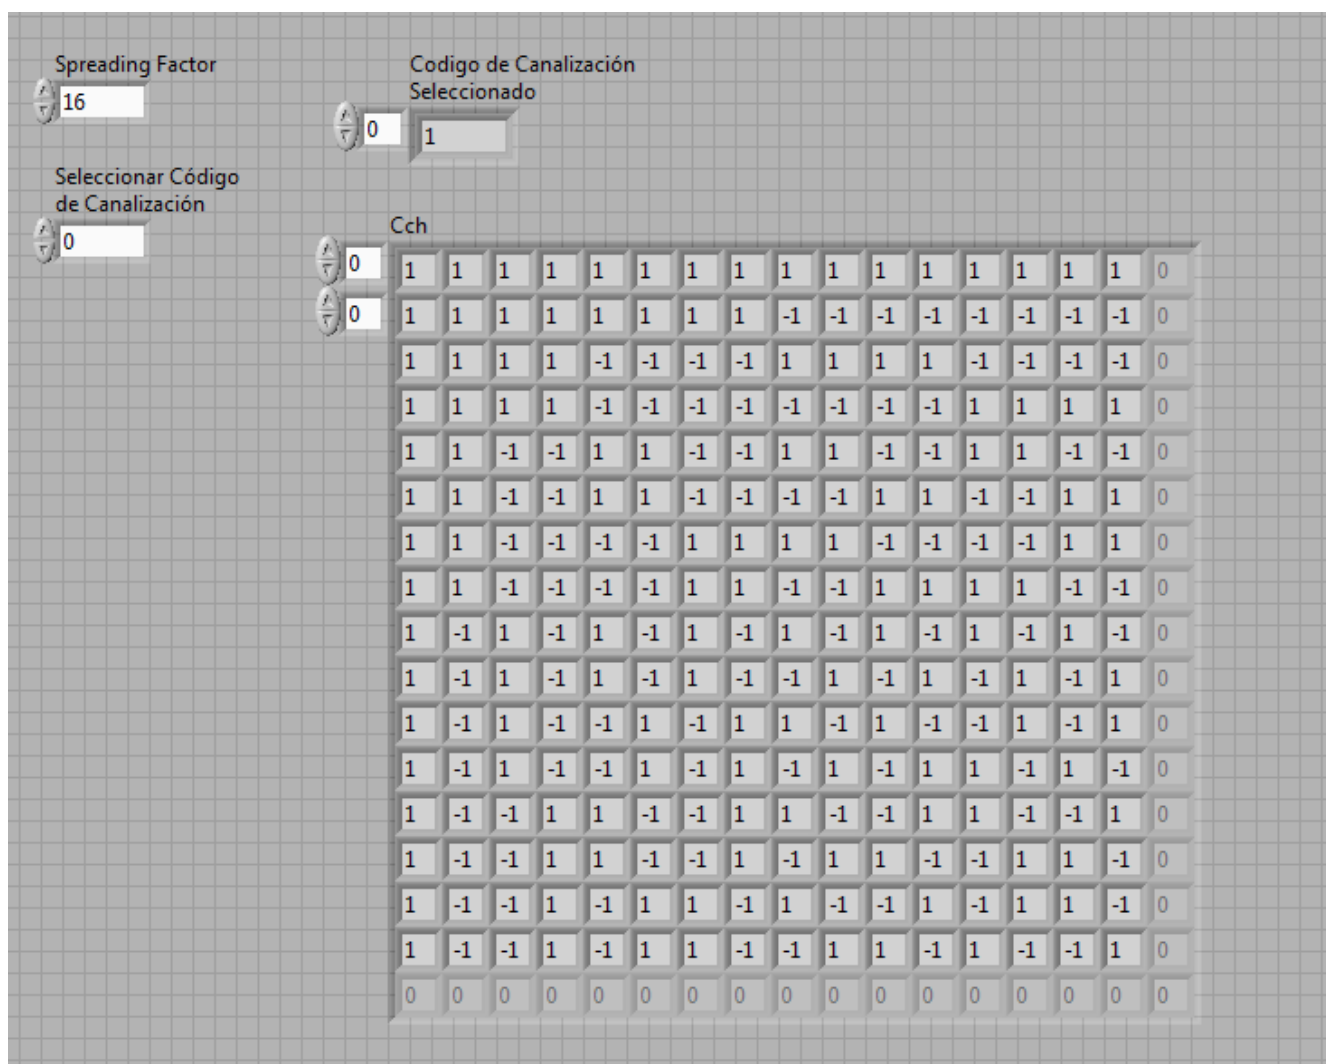 Spreading Factor
16
Codigo de Canalización
Seleccionado
0 1
Seleccionar Código
de Canalización
0
Cch
0 1 1 1 1 1 1 1 1 1 1 1 1 1 1 1 1 0
0 1 1 1 1 1 1 1 1 -1 -1 -1 -1 -1 -1 -1 -1 0
1 1 1 1 -1 -1 -1 -1 1 1 1 1 -1 -1 -1 -1 0
1 1 1 1 -1 -1 -1 -1 -1 -1 -1 -1 1 1 1 1 0
1 1 -1 -1 1 1 -1 -1 1 1 -1 -1 1 1 -1 -1 0
1 1 -1 -1 1 1 -1 -1 -1 -1 1 1 -1 -1 1 1 0
1 1 -1 -1 -1 -1 1 1 1 1 -1 -1 -1 -1 1 1 0
1 1 -1 -1 -1 -1 1 1 -1 -1 1 1 1 1 -1 -1 0
1 -1 1 -1 1 -1 1 -1 1 -1 1 -1 1 -1 1 -1 0
1 -1 1 -1 1 -1 1 -1 -1 1 -1 1 -1 1 -1 1 0
1 -1 1 -1 -1 1 -1 1 1 -1 1 -1 -1 1 -1 1 0
1 -1 1 -1 -1 1 -1 1 -1 1 -1 1 1 -1 1 -1 0
1 -1 -1 1 1 -1 -1 1 1 -1 -1 1 1 -1 -1 1 0
1 -1 -1 1 1 -1 -1 1 -1 1 1 -1 -1 1 1 -1 0
1 -1 -1 1 -1 1 1 -1 1 -1 -1 1 -1 1 1 -1 0
1 -1 -1 1 -1 1 1 -1 -1 1 1 -1 1 -1 -1 1 0
0 0 0 0 0 0 0 0 0 0 0 0 0 0 0 0 0